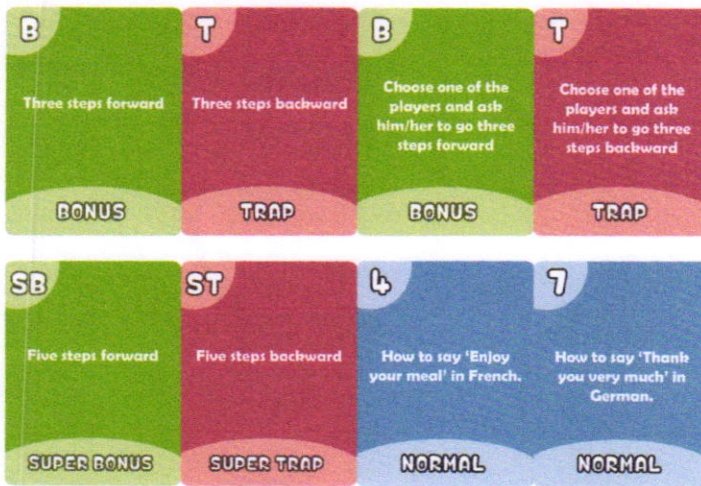 B
Three steps forward
BONUS
T
Three steps backward
TRAP
B
Choose one of the
players and ask
him/her to go three
steps forward
BONUS
T
Choose one of the
players and ask
him/her to go three
steps backward
TRAP
SB
Five steps forward
SUPER BONUS
ST
Five steps backward
SUPER TRAP
4
How to say 'Enjoy
your meal' in French.
NORMAL
7
How to say 'Thank
you very much' in
German.
NORMAL